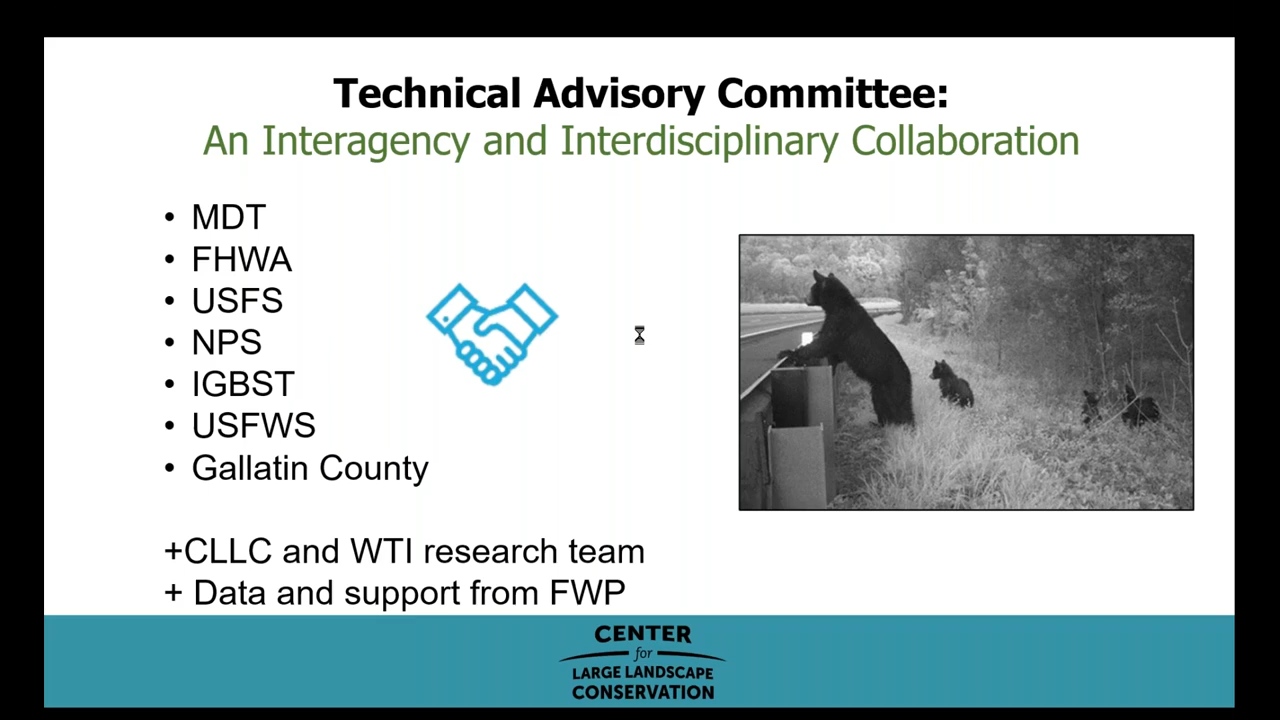 Technical Advisory Committee:
An Interagency and Interdisciplinary Collaboration
• MDT
• FHWA
• USFS
• NPS
• IGBST
• USFWS
• Gallatin County
+CLLC and WTI research team
+ Data and support from FWP
CENTER
for
LARGE LANDSCAPE
CONSERVATION